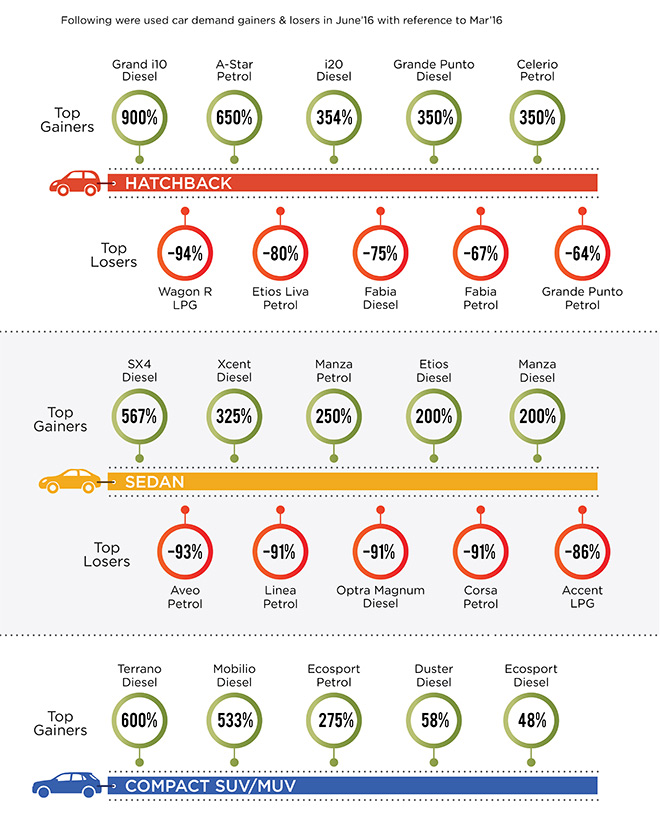 Following were used car demand gainers & losers in June'16 with reference to Mar'16
Grand i10
Diesel
A-Star
Petrol
i20
Diesel
Grande Punto
Diesel
Celerio
Petrol
Top
Gainers
900%
650%
354%
350%
350%
HATCHBACK
Top
Losers
-94%
-80%
-75%
-67%
-64%
Wagon R
LPG
Etios Liva
Petrol
Fabia
Diesel
Fabia
Petrol
Grande Punto
Petrol
SX4
Diesel
Xcent
Diesel
Manza
Petrol
Etios
Diesel
Manza
Diesel
Top
Gainers
567%
325%
250%
200%
200%
SEDAN
Top
Losers
-93%
-91%
-91%
-91%
-86%
Aveo
Petrol
Linea
Petrol
Optra Magnum
Diesel
Corsa
Petrol
Accent
LPG
Terrano
Diesel
Mobilio
Diesel
Ecosport
Petrol
Duster
Diesel
Ecosport
Diesel
Top
Gainers
600%
533%
275%
58%
48%
COMPACT SUV/MUV